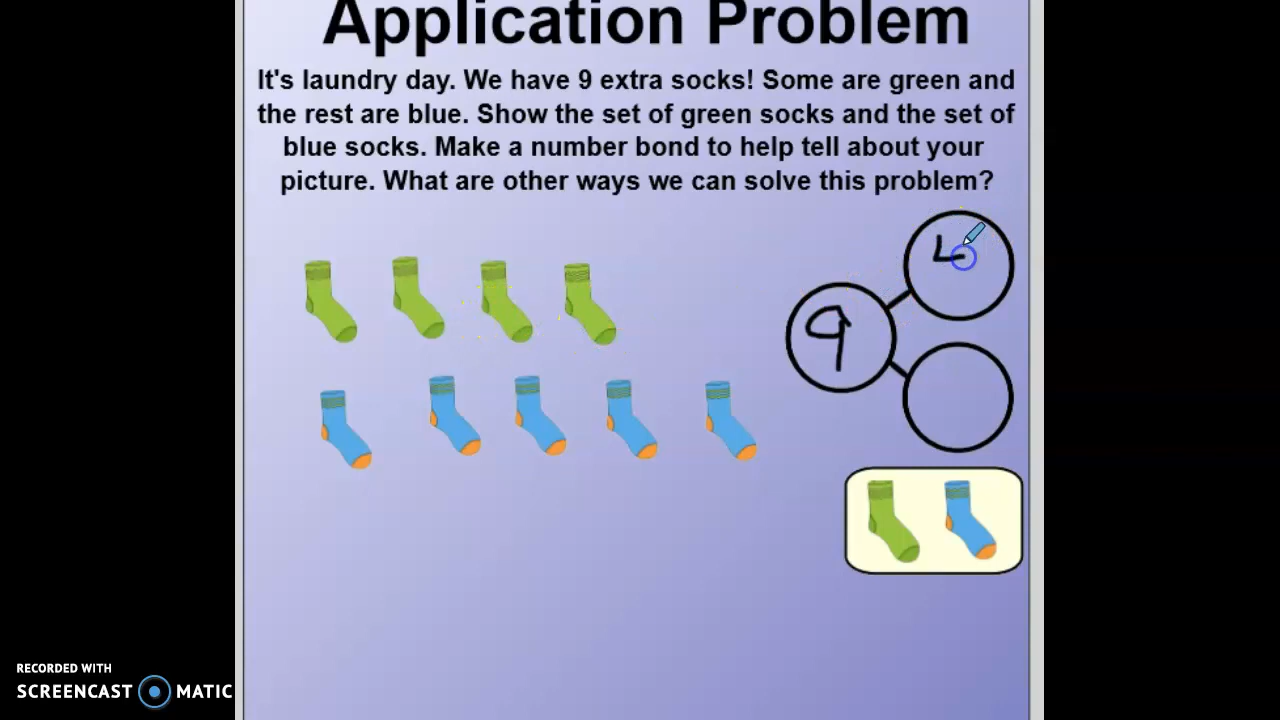 Application Problem
It's laundry day. We have 9 extra socks! Some are green and
the rest are blue. Show the set of green socks and the set of
blue socks. Make a number bond to help tell about your
picture. What are other ways we can solve this problem?
9
RECORDED WITH
SCREENCAST MATIC